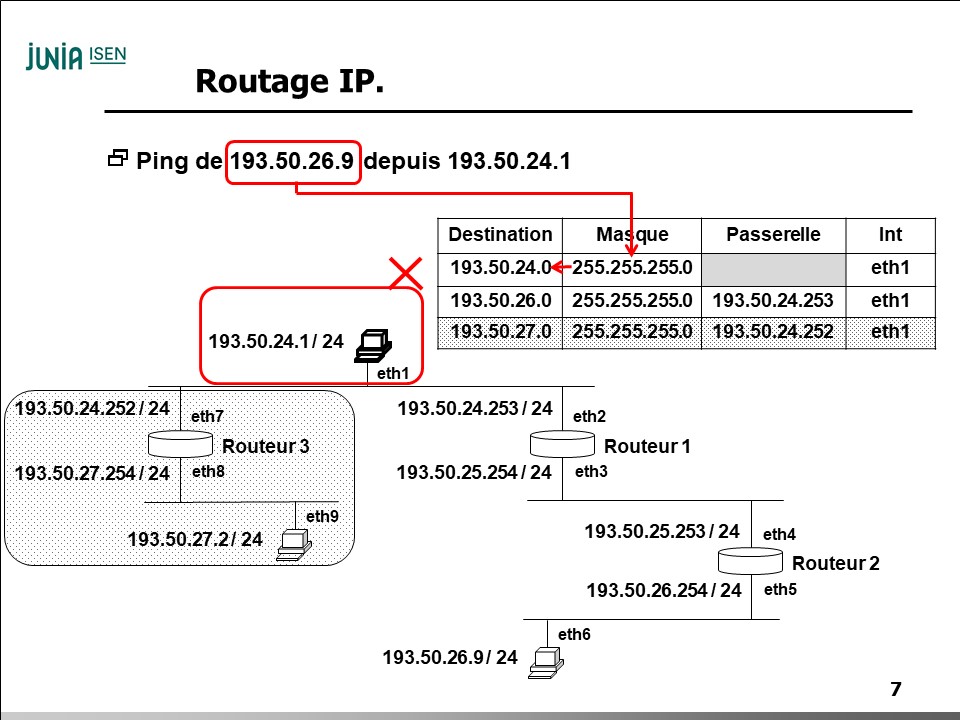 JUNIA ISEN
Routage IP.
Ping de 193.50.26.9 depuis 193.50.24.1
Destination Masque Passerelle Int
193.50.24.0 255.255.255.0 eth1
193.50.26.0 255.255.255.0 193.50.24.253 eth1
193.50.27.0 255.255.255.0 193.50.24.252 eth1
193.50.24.1 / 24
eth1
193.50.24.252 / 24
eth7
Routeur 3
193.50.27.254 / 24
eth8
eth9
193.50.27.2 / 24
193.50.24.253 / 24
eth2
Routeur 1
193.50.25.254 / 24
eth3
193.50.25.253 / 24
eth4
Routeur 2
193.50.26.254 / 24
eth5
eth6
193.50.26.9 / 24
7